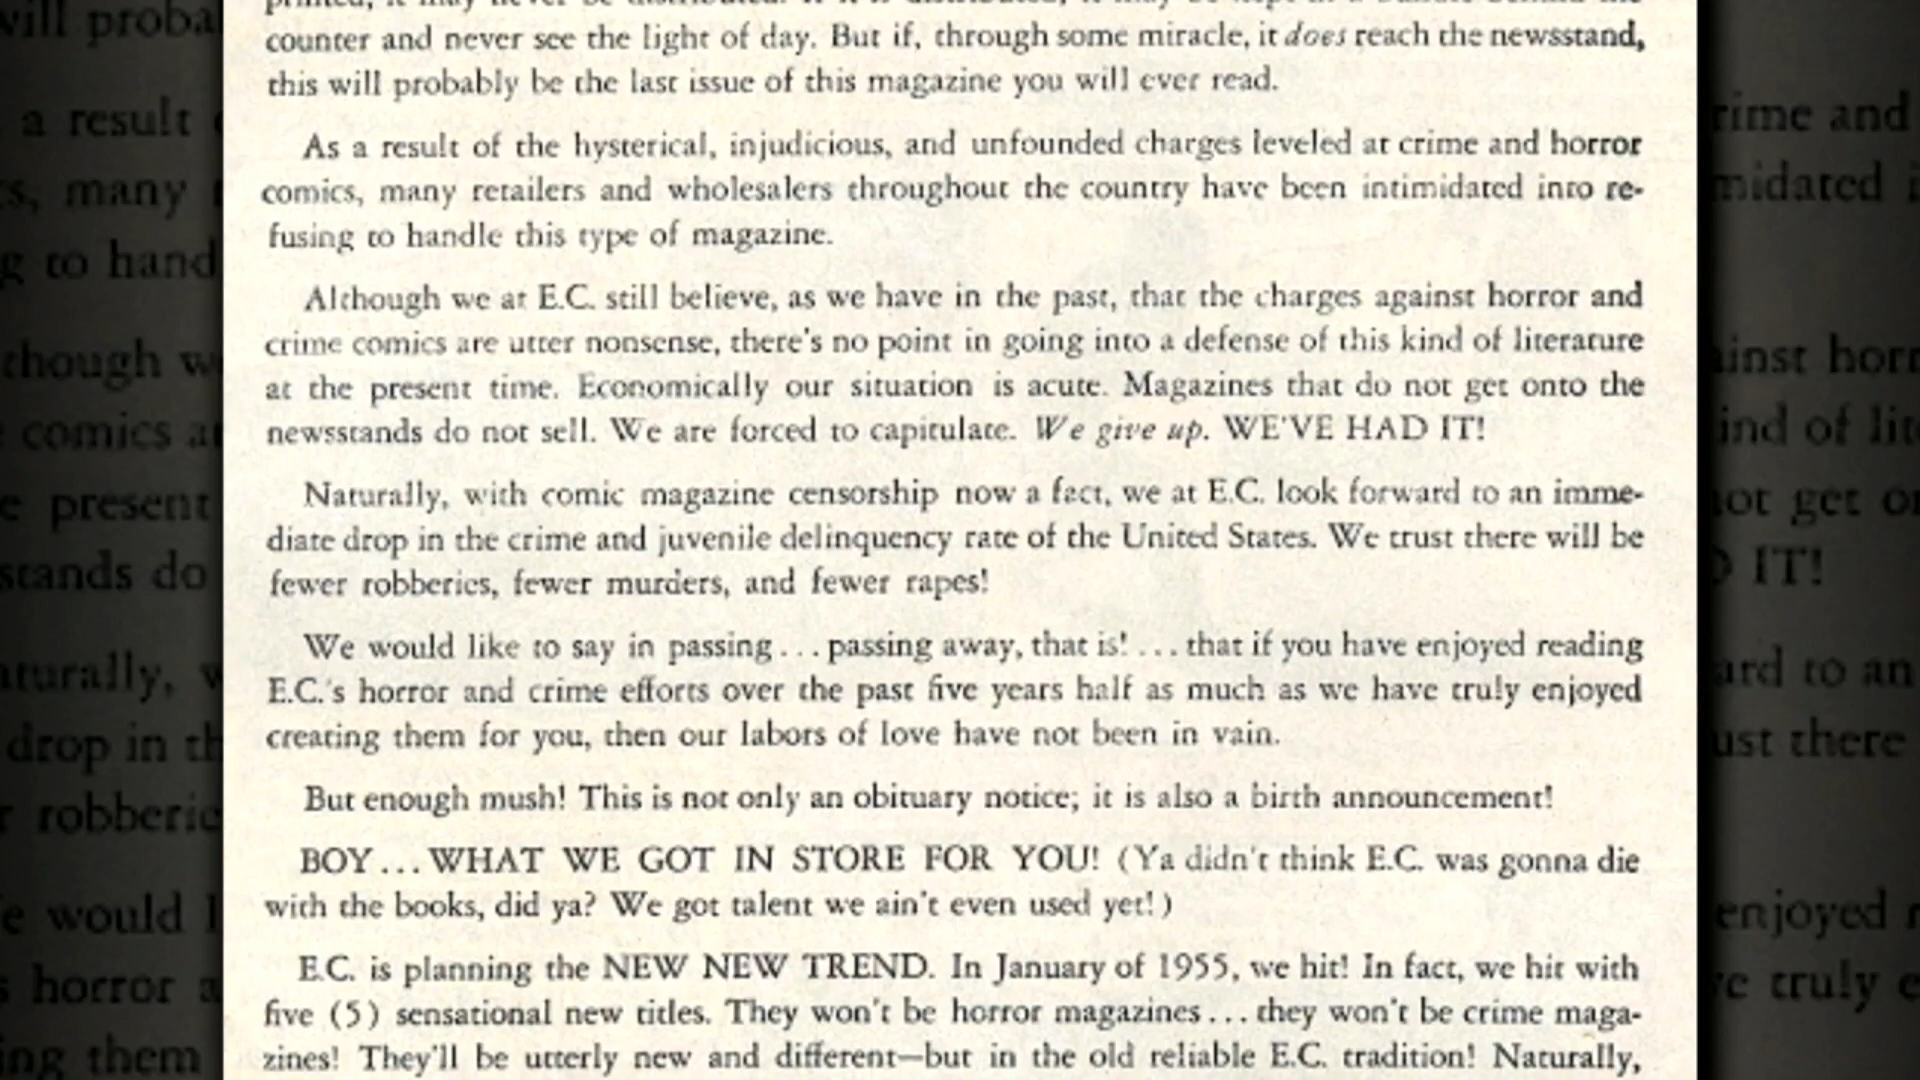 counter and never see the light of day. But if, through some miracle, it does reach the newsstand,
this will probably be the last issue of this magazine you will ever read.
As a result of the hysterical, injudicious, and unfounded charges leveled at crime and horror
comics, many retailers and wholesalers throughout the country have been intimidated into re-
fusing to handle this type of magazine.
Although we at E.C. still believe, as we have in the past, that the charges against horror and
crime comics are utter nonsense, there's no point in going into a defense of this kind of literature
at the present time. Economically our situation is acute. Magazines that do not get onto the
newsstands do not sell. We are forced to capitulate. We give up. WE'VE HAD IT!
Naturally, with comic magazine censorship now a fact, we at E.C. look forward to an imme-
diate drop in the crime and juvenile delinquency rate of the United States. We trust there will be
fewer robberies, fewer murders, and fewer rapes!
We would like to say in passing... passing away, that is! ... that if you have enjoyed reading
E.C.'s horror and crime efforts over the past five years half as much as we have truly enjoyed
creating them for you, then our labors of love have not been in vain.
But enough mush! This is not only an obituary notice; it is also a birth announcement!
BOY... WHAT WE GOT IN STORE FOR YOU! (Ya didn't think E.C. was gonna die
with the books, did ya? We got talent we ain't even used yet!)
E.C. is planning the NEW NEW TREND. In January of 1955, we hit! In fact, we hit with
five (5) sensational new titles. They won't be horror magazines... they won't be crime maga-
zines! They'll be utterly new and different—but in the old reliable E.C. tradition! Naturally,